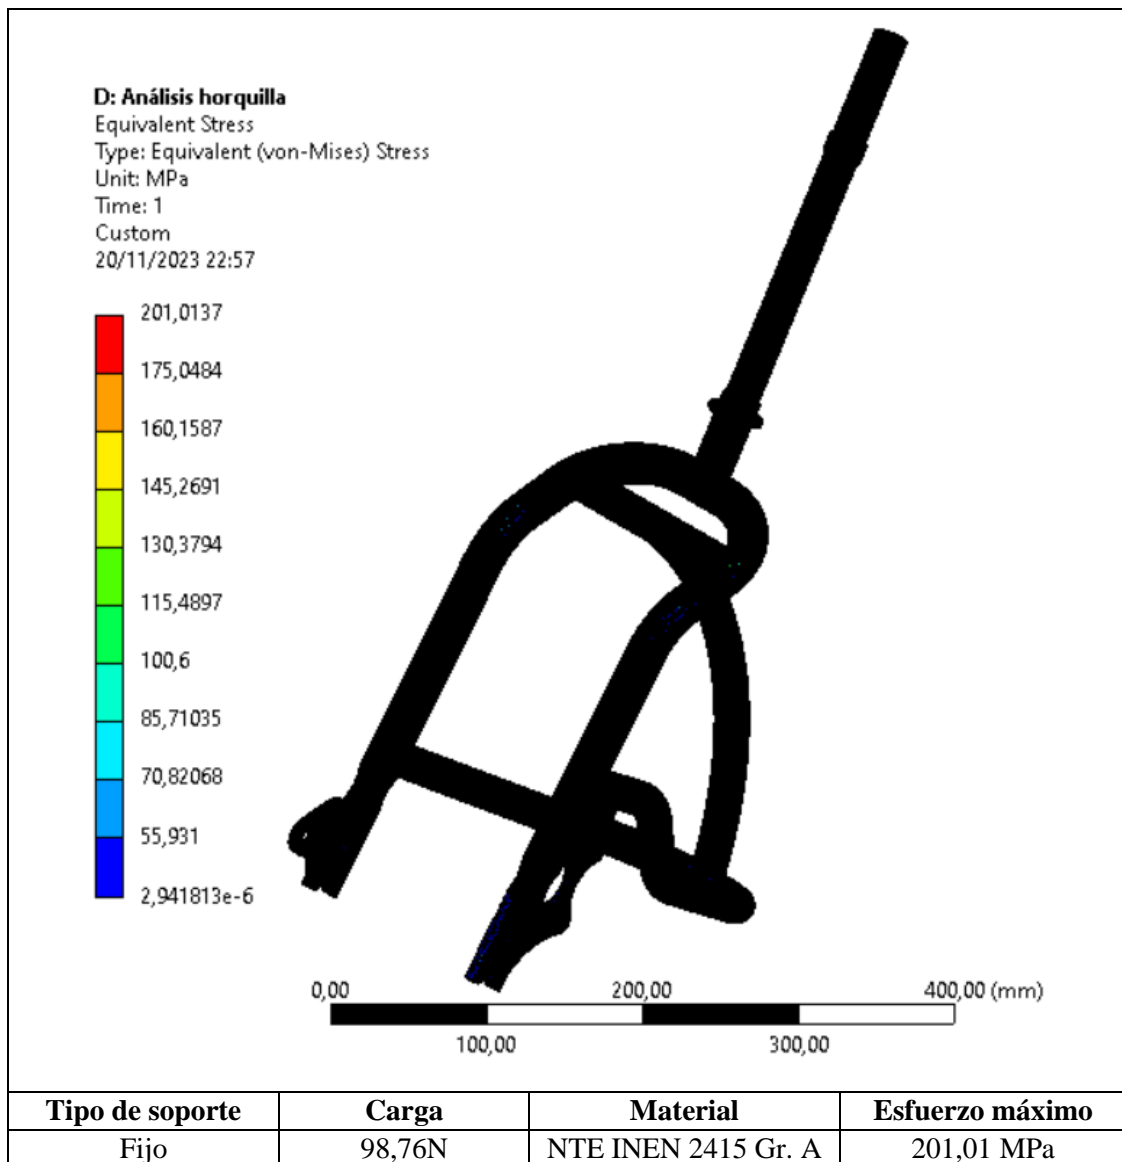 D: Análisis horquilla
Equivalent Stress
Type: Equivalent (von-Mises) Stress
Unit: MPa
Time: 1
Custom
20/11/2023 22:57
201,0137
175,0484
160,1587
145,2691
130,3794
115,4897
100,6
85,71035
70,82068
55,931
2,941813e-6
0,00 200,00 400,00 (mm)
100,00 300,00
Tipo de soporte Carga Material Esfuerzo máximo
Fijo 98,76N NTE INEN 2415 Gr. A 201,01 MPa